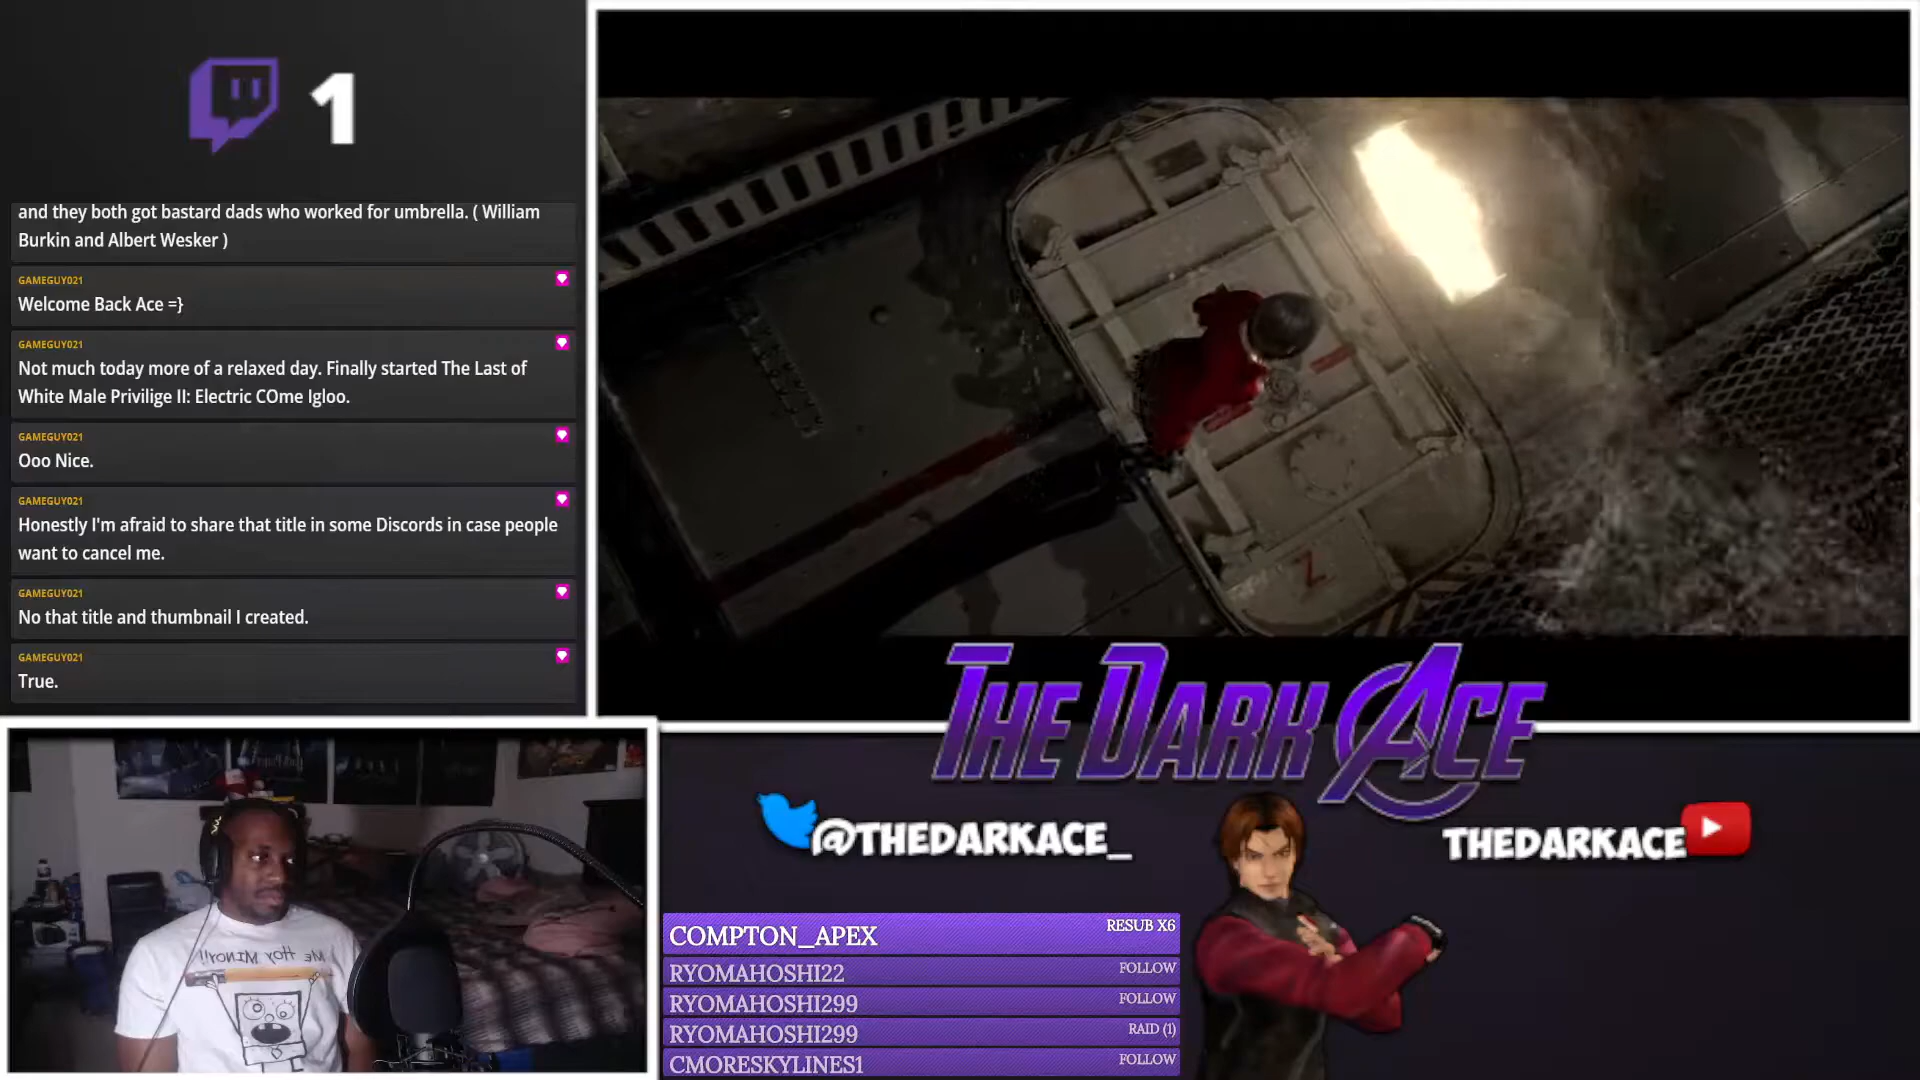 1
and they both got bastard dads who worked for umbrella. ( William
Burkin and Albert Wesker )
GAMEGUY021
Welcome Back Ace =}
GAMEGUY021
Not much today more of a relaxed day. Finally started The Last of
White Male Privilige II: Electric COme Igloo.
GAMEGUY021
Ooo Nice.
GAMEGUY021
Honestly I'm afraid to share that title in some Discords in case people
want to cancel me.
GAMEGUY021
No that title and thumbnail I created.
GAMEGUY021
True.
THE DARK ACE
@THEDARKACE_
THEDARKACE
COMPTON_APEX RESUB X6
RYOMAHOSHI22 FOLLOW
RYOMAHOSHI299 FOLLOW
RYOMAHOSHI299 RAID (1)
CMORESKYLINES1 FOLLOW
ME HOY MINOY!!